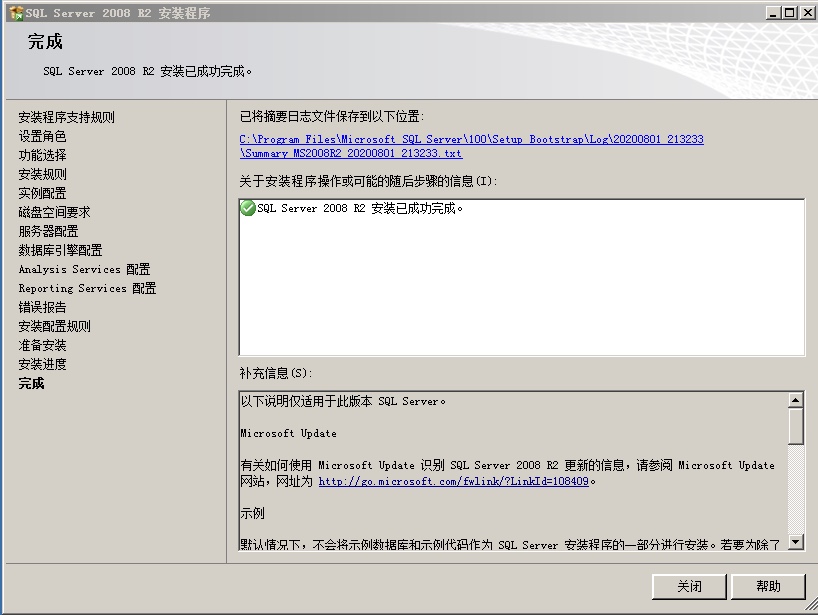 SQL Server 2008 R2 安装程序
完成
SQL Server 2008 R2 安装已成功完成。
安装程序支持规则
设置角色
功能选择
安装规则
实例配置
磁盘空间要求
服务器配置
数据库引擎配置
Analysis Services 配置
Reporting Services 配置
错误报告
安装配置规则
准备安装
安装进度
完成
已将摘要日志文件保存到以下位置:
C:\Program Files\Microsoft SQL Server\100\Setup Bootstrap\Log\20200801_213233
\Summary_MS2008R2_20200801_213233.txt
关于安装程序操作或可能的随后步骤的信息(I):
SQL Server 2008 R2 安装已成功完成。
补充信息(S):
以下说明仅适用于此版本 SQL Server。
Microsoft Update
有关如何使用 Microsoft Update 识别 SQL Server 2008 R2 更新的信息，请参阅 Microsoft Update
网站，网址为 http://go.microsoft.com/fwlink/?LinkId=108409。
示例
默认情况下，不会将示例数据库和示例代码作为 SQL Server 安装程序的一部分进行安装。若要为除了
关闭
帮助